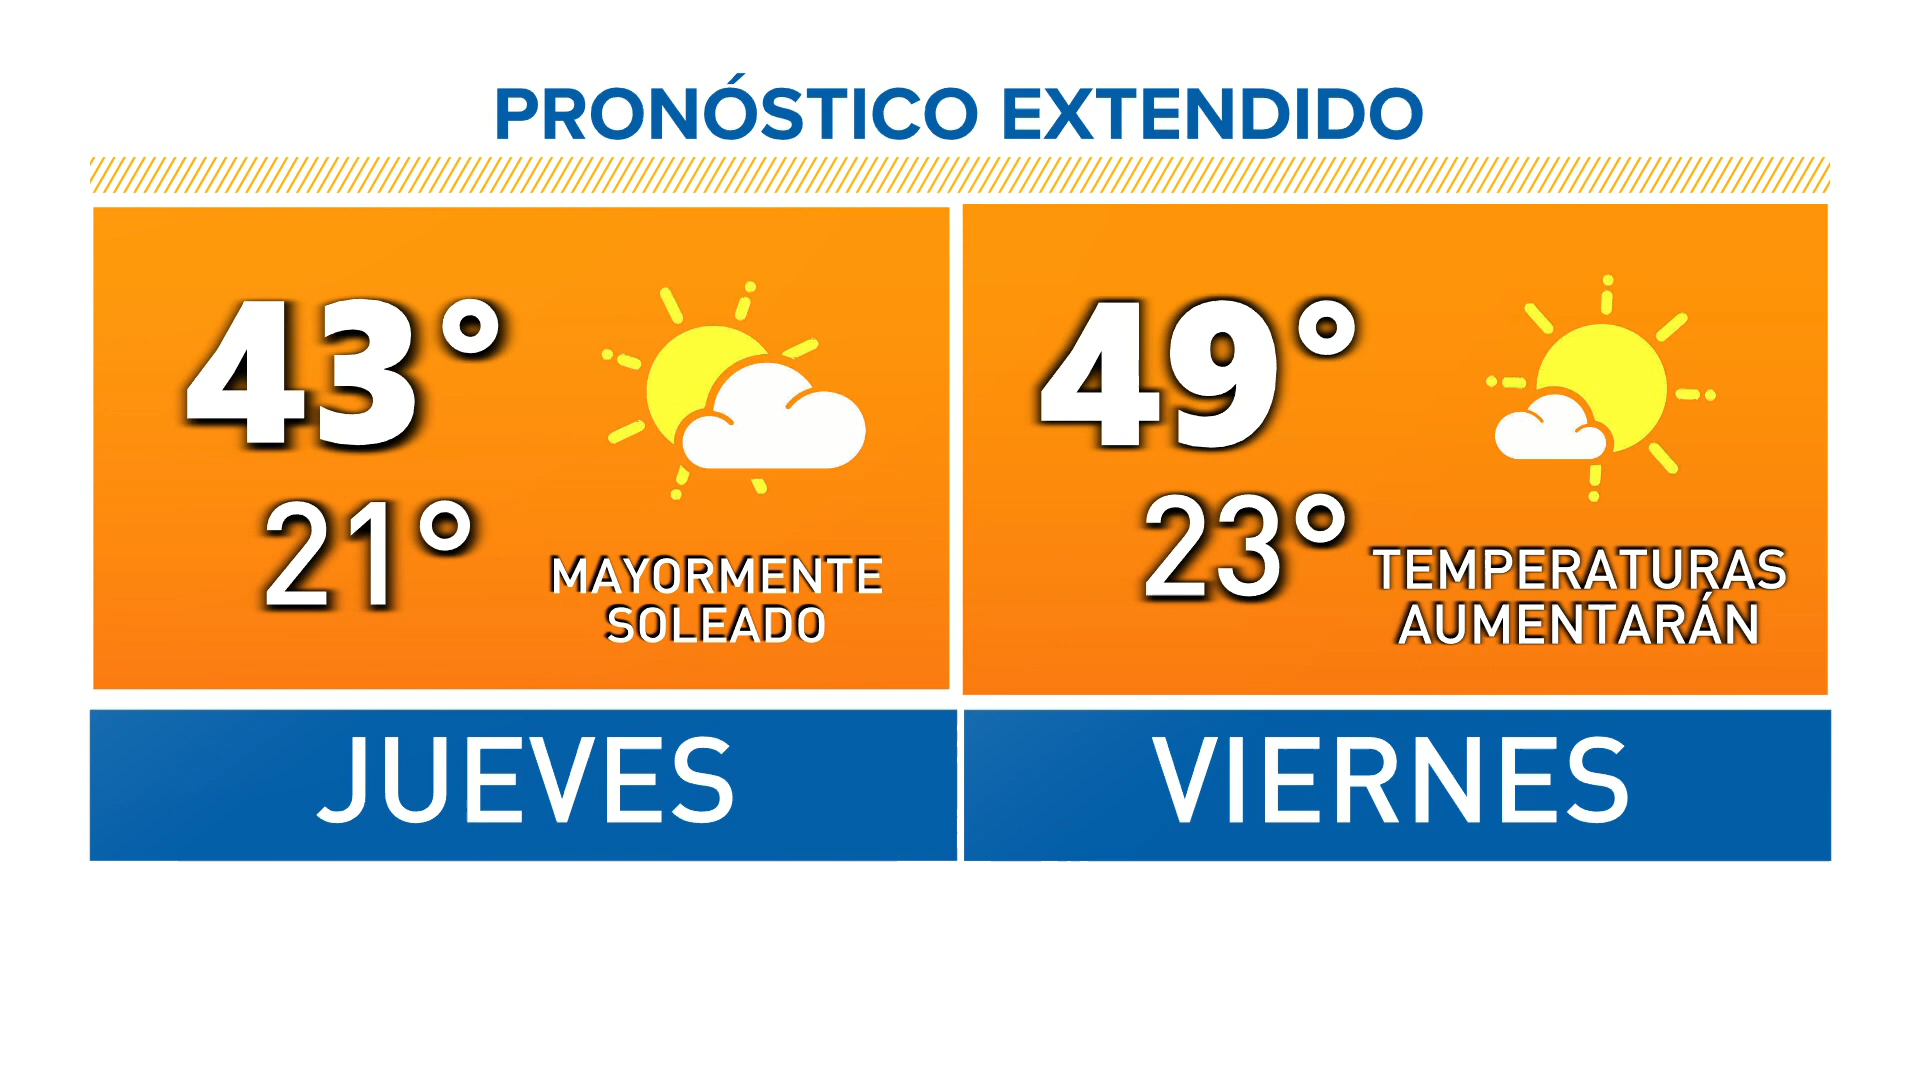 PRONÓSTICO EXTENDIDO
43°
21°
MAYORMENTE
SOLEADO
JUEVES
49°
23°
TEMPERATURAS
AUMENTARÁN
VIERNES